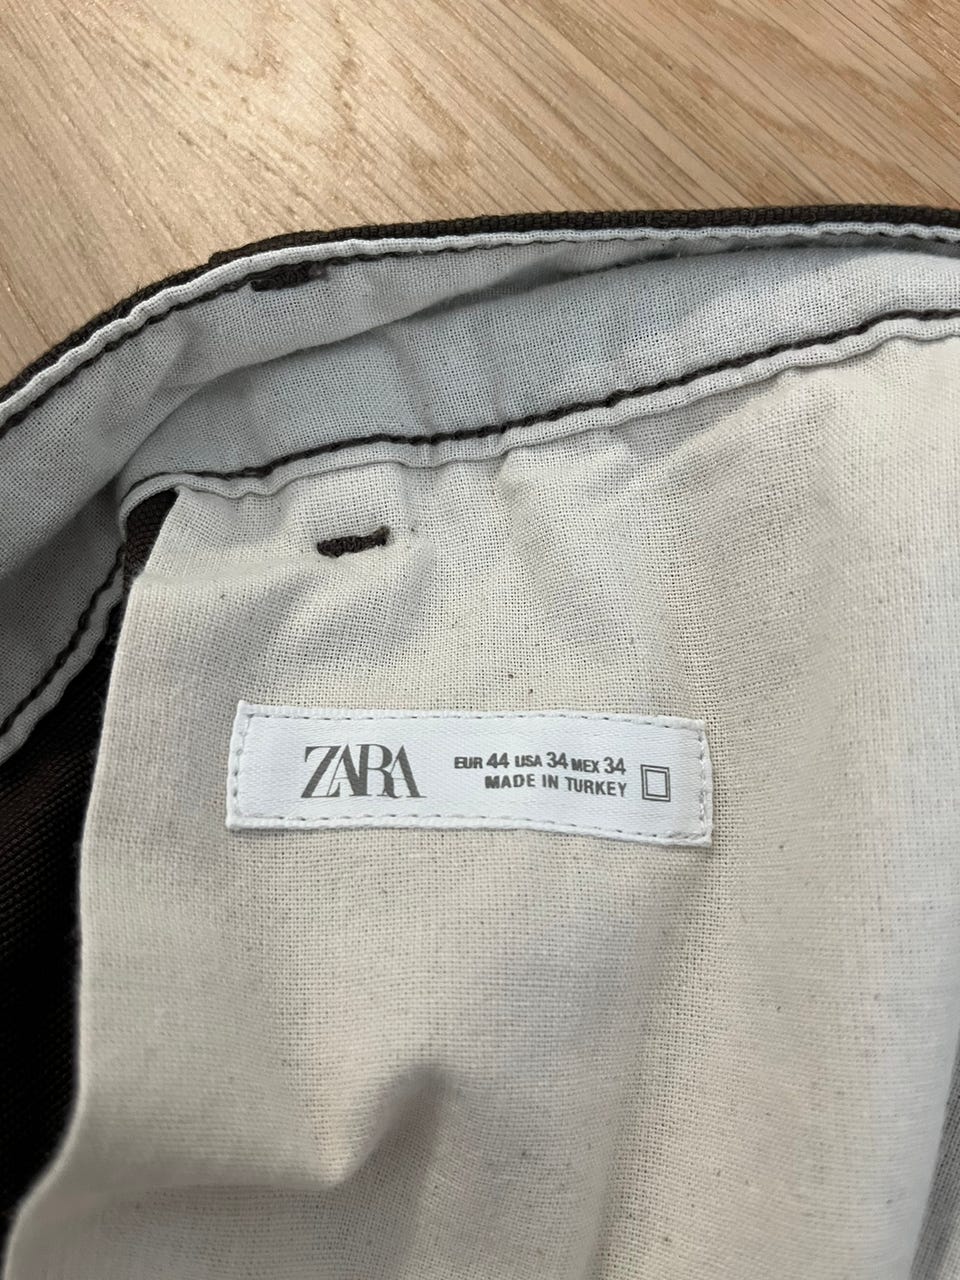 ZARA
EUR 44 USA 34 MEX 34
MADE IN TURKEY